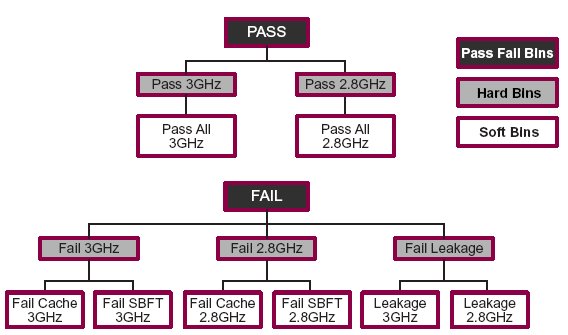 PASS
Pass Fail Bins
Pass 3GHz
Pass 2.8GHz
Hard Bins
Pass All
3GHz
Pass All
2.8GHz
Soft Bins
FAIL
Fail 3GHz
Fail 2.8GHz
Fail Leakage
Fail Cache
3GHz
Fail SBFT
3GHz
Fail Cache
2.8GHz
Fail SBFT
2.8GHz
Leakage
3GHz
Leakage
2.8GHz